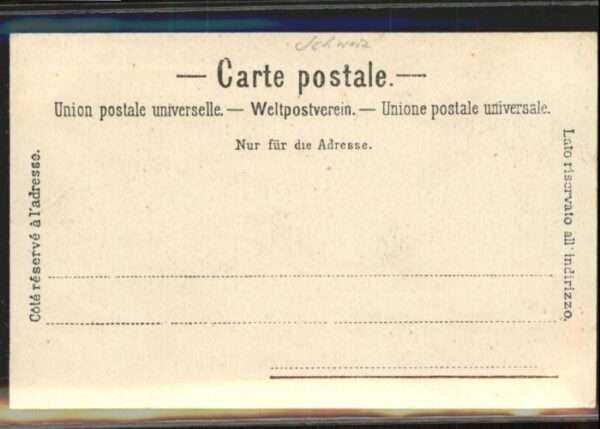 Schweiz
— Carte postale. —
Union postale universelle. — Weltpostverein. — Unione postale universale.
Nur für die Adresse.
Côté réservé à l'adresse.
Lato riservato all' indirizzo.